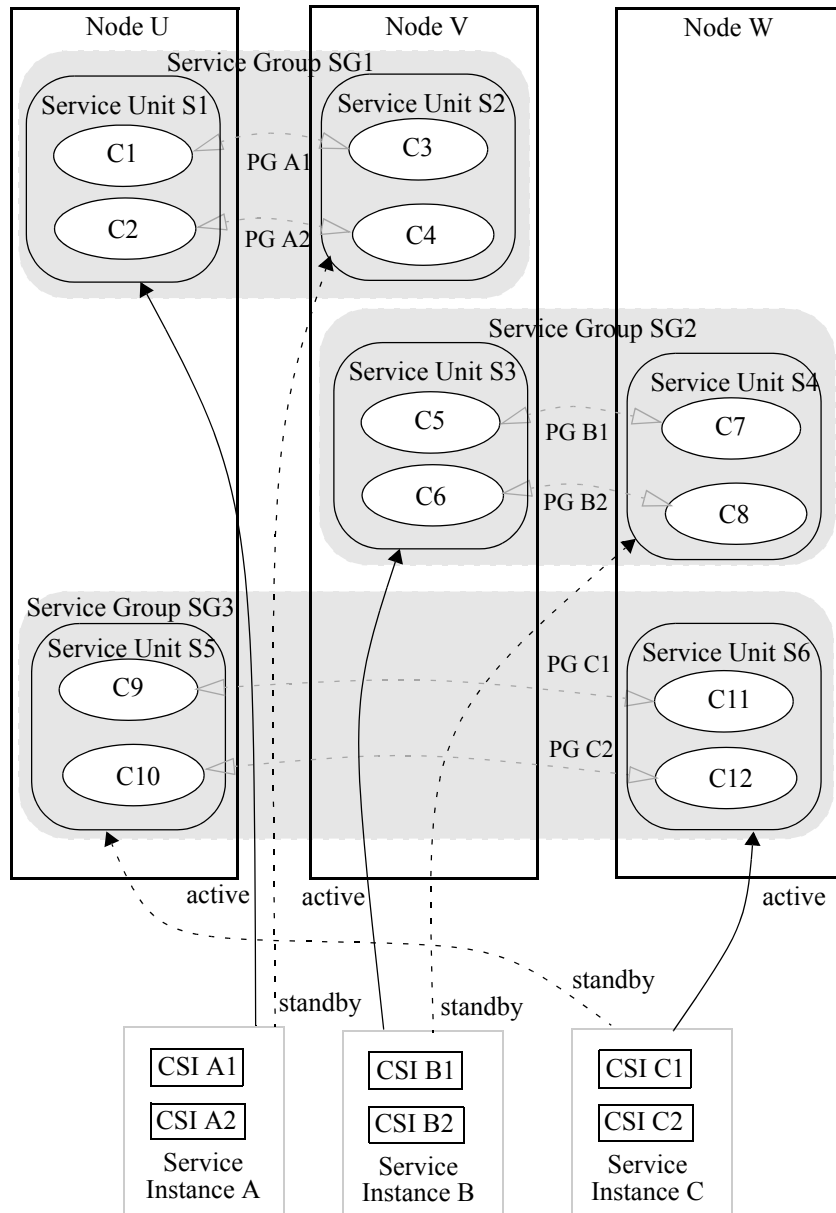 Node U
Node V
Node W
Service Group SG1
Service Unit S1
Service Unit S2
C1
C3
PG A1
C2
C4
PG A2
Service Group SG2
Service Unit S3
Service Unit S4
C5
C7
PG B1
C6
C8
PG B2
Service Group SG3
Service Unit S5
Service Unit S6
C9
C11
PG C1
C10
C12
PG C2
active
active
active
standby
standby
standby
CSI A1
CSI A2
Service
Instance A
CSI B1
CSI B2
Service
Instance B
CSI C1
CSI C2
Service
Instance C